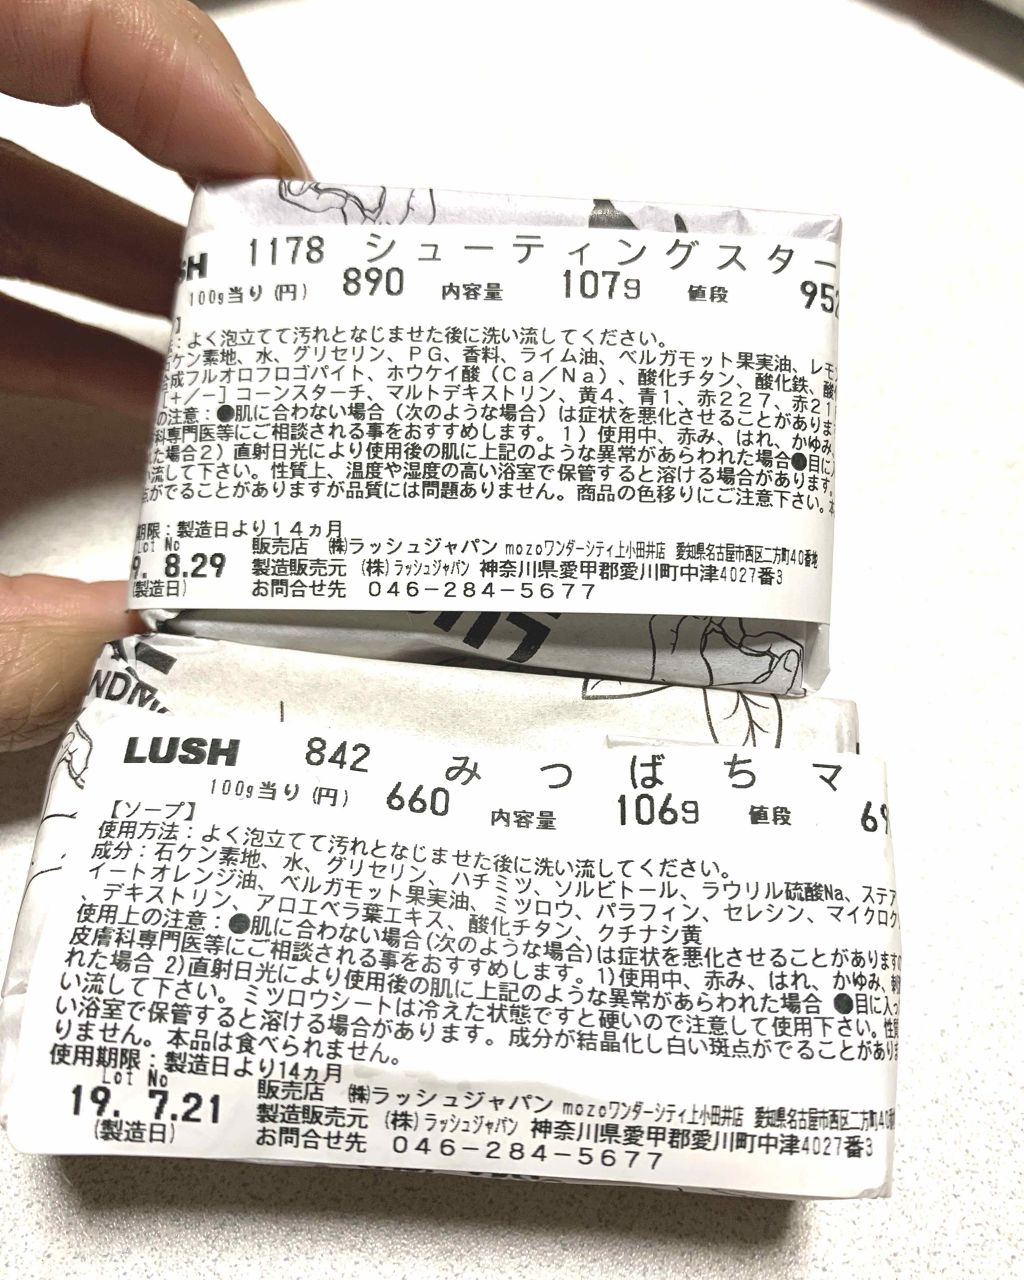 SH 1178 シューティングスター
100g当り(円) 890 内容量 107g 値段 95
：よく泡立てて汚れとなじませた後に洗い流してください。
ケン素地、水、グリセリン、ＰＧ、香料、ライム油、ベルガモット果実油、レモ
合成フルオロフロゴパイト、ホウケイ酸（Ｃａ／Ｎａ）、酸化チタン、酸化鉄、酸
［＋／－］コーンスターチ、マルトデキストリン、黄４、青１、赤２２７、赤２１
の注意：●肌に合わない場合（次のような場合）は症状を悪化させることがありま
科専門医等にご相談される事をおすすめします。１）使用中、赤み、はれ、かゆみ、
た場合２）直射日光により使用後の肌に上記のような異常があらわれた場合●目に
流して下さい。性質上、温度や湿度の高い浴室で保管すると溶ける場合があります。
点がでることがありますが品質には問題ありません。商品の色移りにご注意下さい。本
期限：製造日より１４ヵ月
Lot No 販売店 ㈱ラッシュジャパン mozoワンダーシティ上小田井店 愛知県名古屋市西区二方町40番地
9. 8.29 製造販売元 (株)ラッシュジャパン 神奈川県愛甲郡愛川町中津4027番3
(製造日) お問合せ先 ０４６－２８４－５６７７
LUSH 842 みつばちマ
100g当り(円) 660 内容量 106g 値段 69
【ソープ】
使用方法：よく泡立てて汚れとなじませた後に洗い流してください。
成分：石ケン素地、水、グリセリン、ハチミツ、ソルビトール、ラウリル硫酸Na、ステア
イートオレンジ油、ベルガモット果実油、ミツロウ、パラフィン、セレシン、マイクロク
、デキストリン、アロエベラ葉エキス、酸化チタン、クチナシ黄
使用上の注意：●肌に合わない場合(次のような場合)は症状を悪化させることがあります
皮膚科専門医等にご相談される事をおすすめします。1)使用中、赤み、はれ、かゆみ、刺
れた場合 2)直射日光により使用後の肌に上記のような異常があらわれた場合 ●目に入っ
い流して下さい。ミツロウシートは冷えた状態ですと硬いので注意して使用下さい。性
い浴室で保管すると溶ける場合があります。成分が結晶化し白い斑点がでることがあり
りません。本品は食べられません。
使用期限：製造日より14ヵ月
Lot No 販売店 ㈱ラッシュジャパン mozoワンダーシティ上小田井店 愛知県名古屋市西区二方町40
19. 7.21 製造販売元 (株)ラッシュジャパン 神奈川県愛甲郡愛川町中津4027番3
(製造日) お問合せ先 ０４６－２８４－５６７７